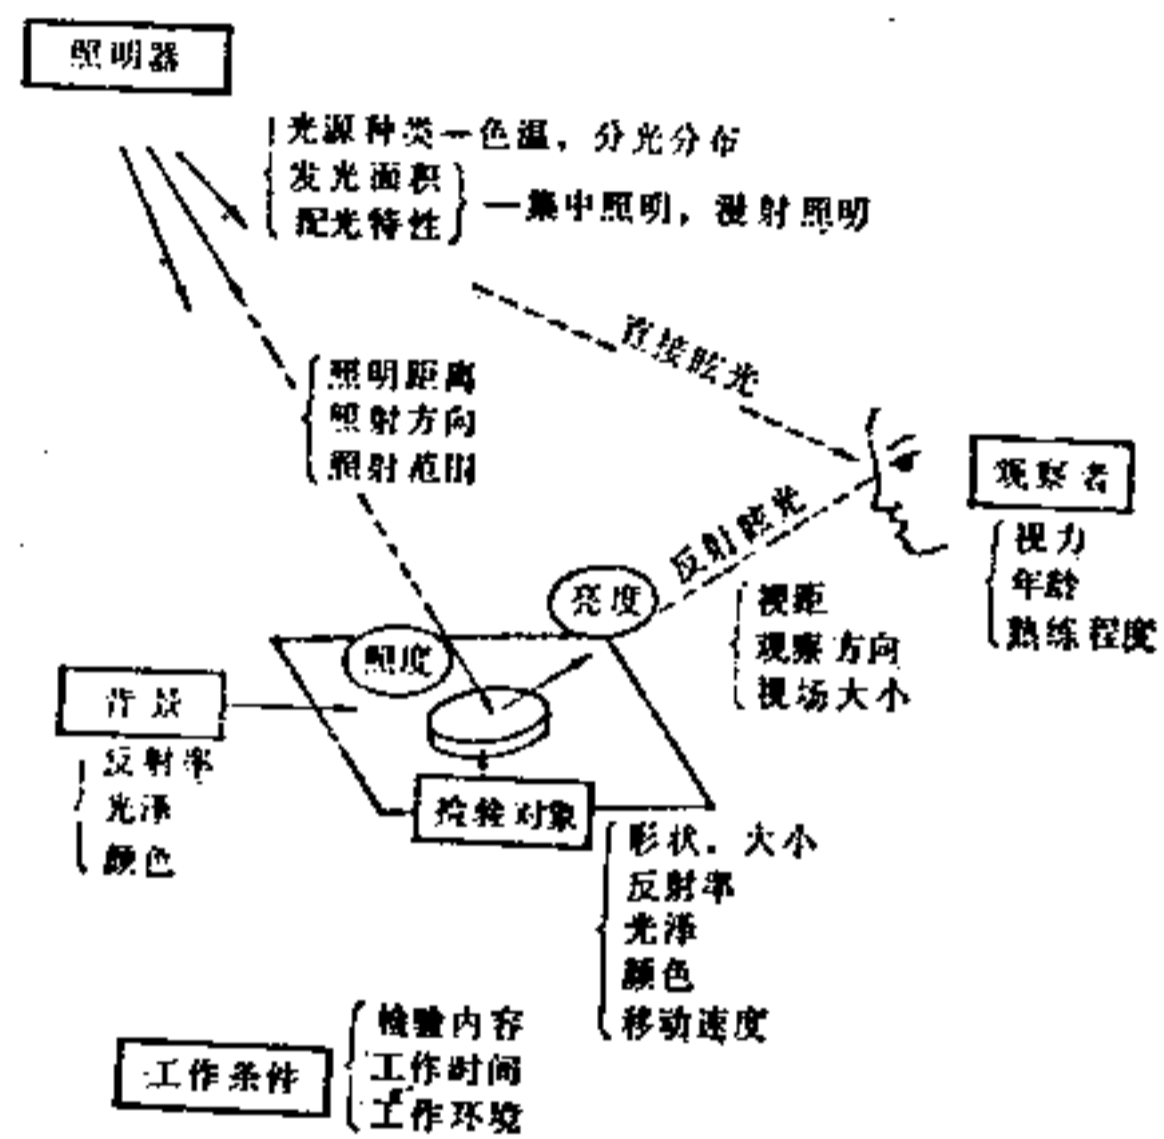 照明器
光源种类—色温，分光分布
发光面积
配光特性
—集中照明，漫射照明
直接眩光
照明距离
照射方向
照射范围
观察者
视力
年龄
熟练程度
反射眩光
亮度
视距
观察方向
视场大小
照度
背景
反射率
光泽
颜色
检验对象
形状．大小
反射率
光泽
颜色
移动速度
工作条件
检验内容
工作时间
工作环境